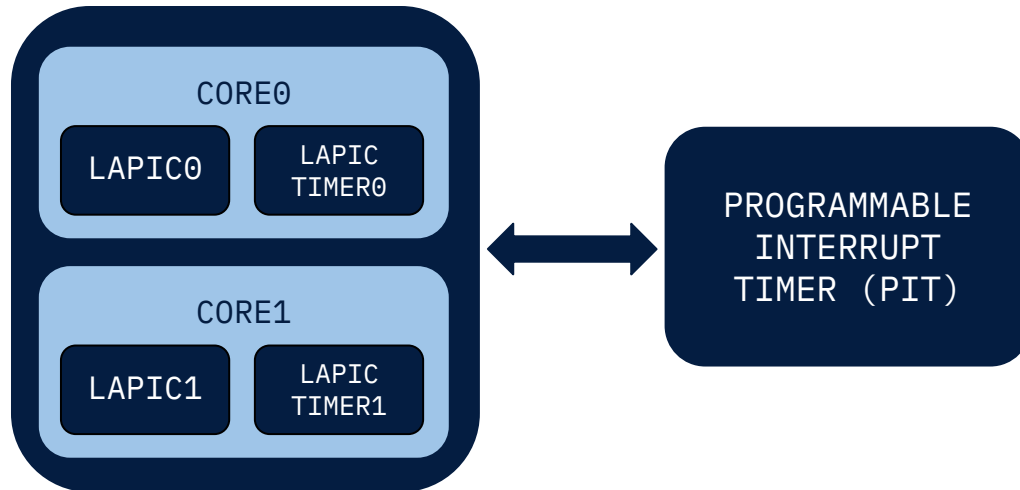 CORE0
LAPIC0
LAPIC
TIMER0
CORE1
LAPIC1
LAPIC
TIMER1
PROGRAMMABLE
INTERRUPT
TIMER (PIT)